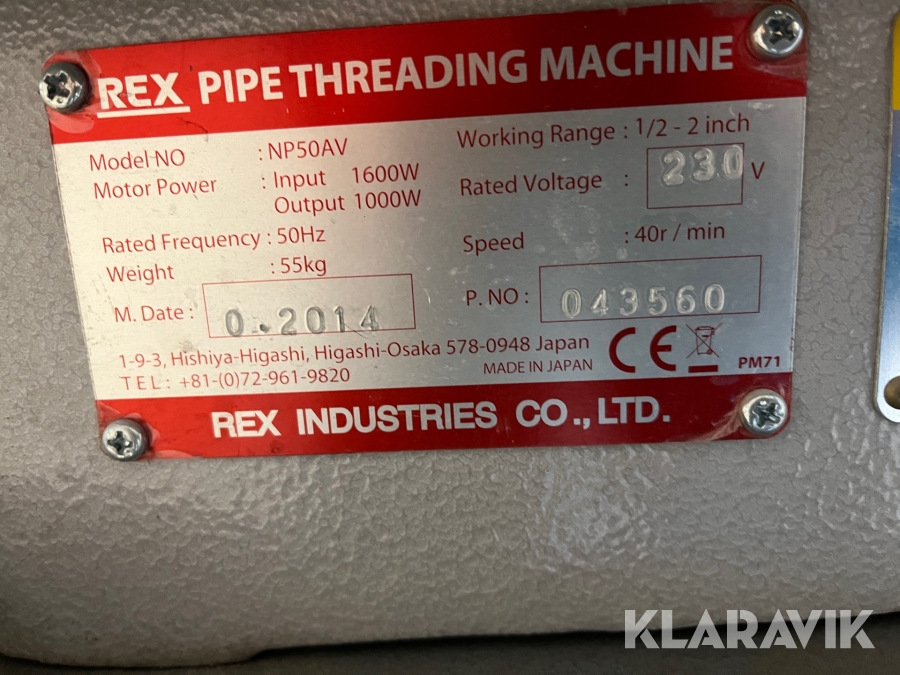 REX PIPE THREADING MACHINE
Model NO : NP50AV
Working Range : 1/2 - 2 inch
Motor Power : Input 1600W
Output 1000W
Rated Voltage : 230 V
Rated Frequency : 50Hz
Speed : 40r / min
Weight : 55kg
M. Date : 0.2014
P. NO : 043560
1-9-3, Hishiya-Higashi, Higashi-Osaka 578-0948 Japan
TEL : +81-(0)72-961-9820
MADE IN JAPAN
CE
PM71
REX INDUSTRIES CO., LTD.
KLARAVIK